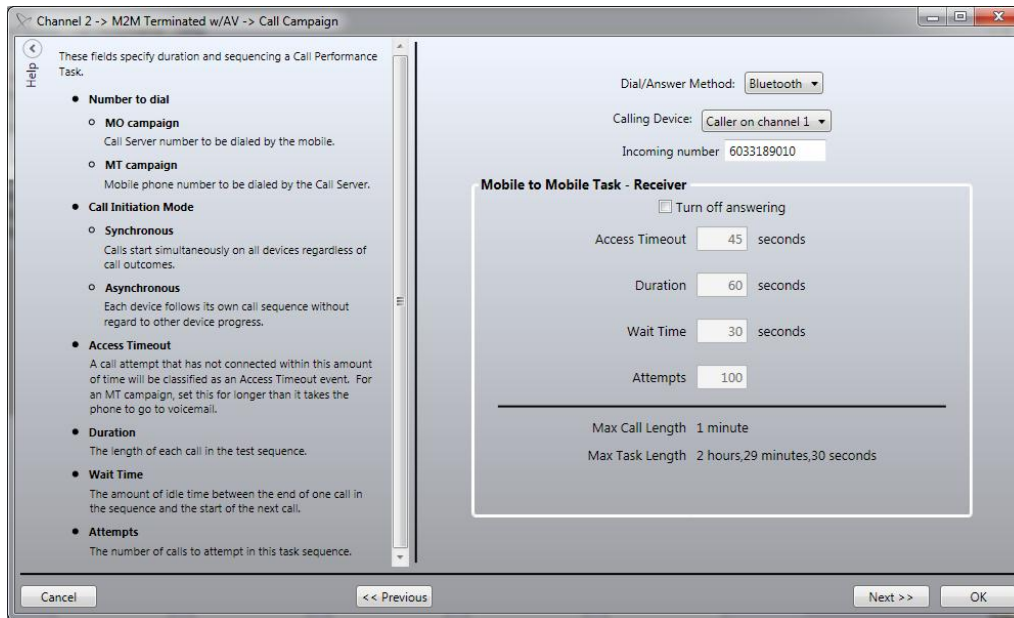 Channel 2 -> M2M Terminated w/AV -> Call Campaign
Help
These fields specify duration and sequencing a Call Performance
Task.
• Number to dial
○ MO campaign
Call Server number to be dialed by the mobile.
○ MT campaign
Mobile phone number to be dialed by the Call Server.
• Call Initiation Mode
○ Synchronous
Calls start simultaneously on all devices regardless of
call outcomes.
○ Asynchronous
Each device follows its own call sequence without
regard to other device progress.
• Access Timeout
A call attempt that has not connected within this amount
of time will be classified as an Access Timeout event. For
an MT campaign, set this for longer than it takes the
phone to go to voicemail.
• Duration
The length of each call in the test sequence.
• Wait Time
The amount of idle time between the end of one call in
the sequence and the start of the next call.
• Attempts
The number of calls to attempt in this task sequence.
Dial/Answer Method: Bluetooth
Calling Device: Caller on channel 1
Incoming number 6033189010
Mobile to Mobile Task - Receiver
Turn off answering
Access Timeout 45 seconds
Duration 60 seconds
Wait Time 30 seconds
Attempts 100
Max Call Length 1 minute
Max Task Length 2 hours,29 minutes,30 seconds
Cancel
<< Previous
Next >>
OK